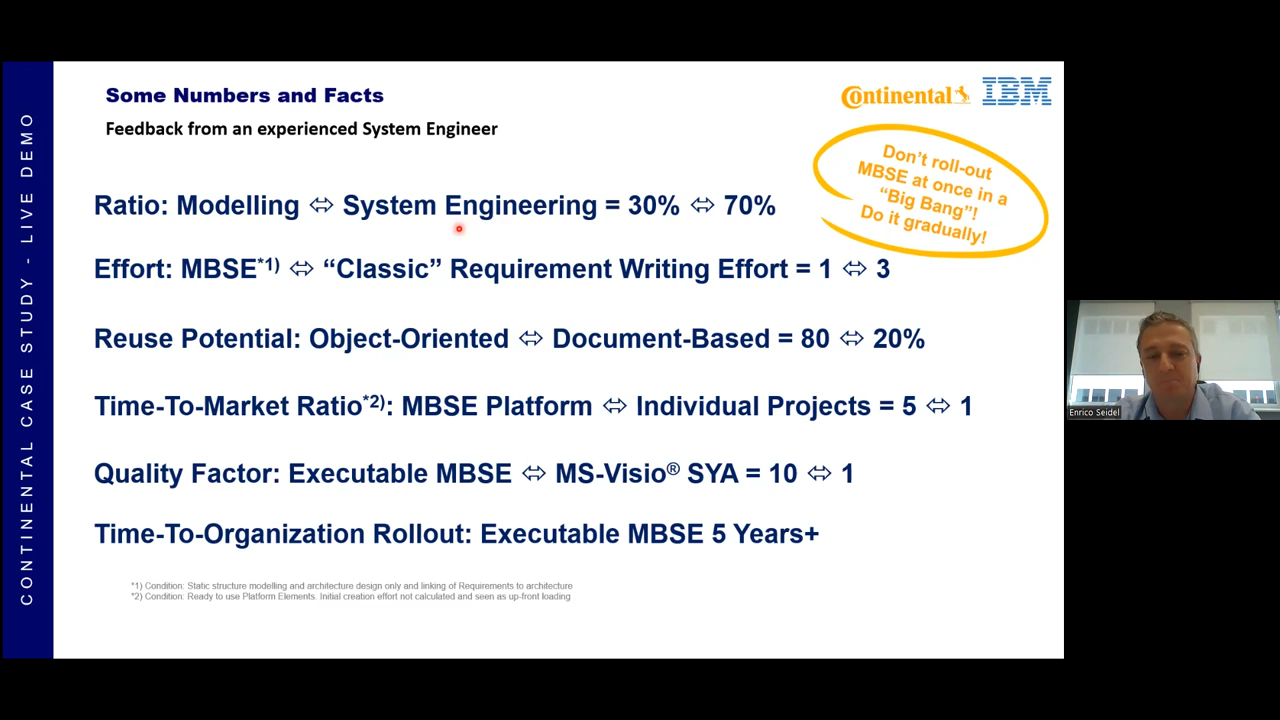 CONTINENTAL CASE STUDY - LIVE DEMO
Some Numbers and Facts
Feedback from an experienced System Engineer
Continental
IBM
Don't roll-out
MBSE at once in a
“Big Bang”!
Do it gradually!
Ratio: Modelling ⬄ System Engineering = 30% ⬄ 70%
Effort: MBSE*1) ⬄ “Classic” Requirement Writing Effort = 1 ⬄ 3
Reuse Potential: Object-Oriented ⬄ Document-Based = 80 ⬄ 20%
Time-To-Market Ratio*2): MBSE Platform ⬄ Individual Projects = 5 ⬄ 1
Quality Factor: Executable MBSE ⬄ MS-Visio® SYA = 10 ⬄ 1
Time-To-Organization Rollout: Executable MBSE 5 Years+
*1) Condition: Static structure modelling and architecture design only and linking of Requirements to architecture
*2) Condition: Ready to use Platform Elements. Initial creation effort not calculated and seen as up-front loading
Enrico Seidel